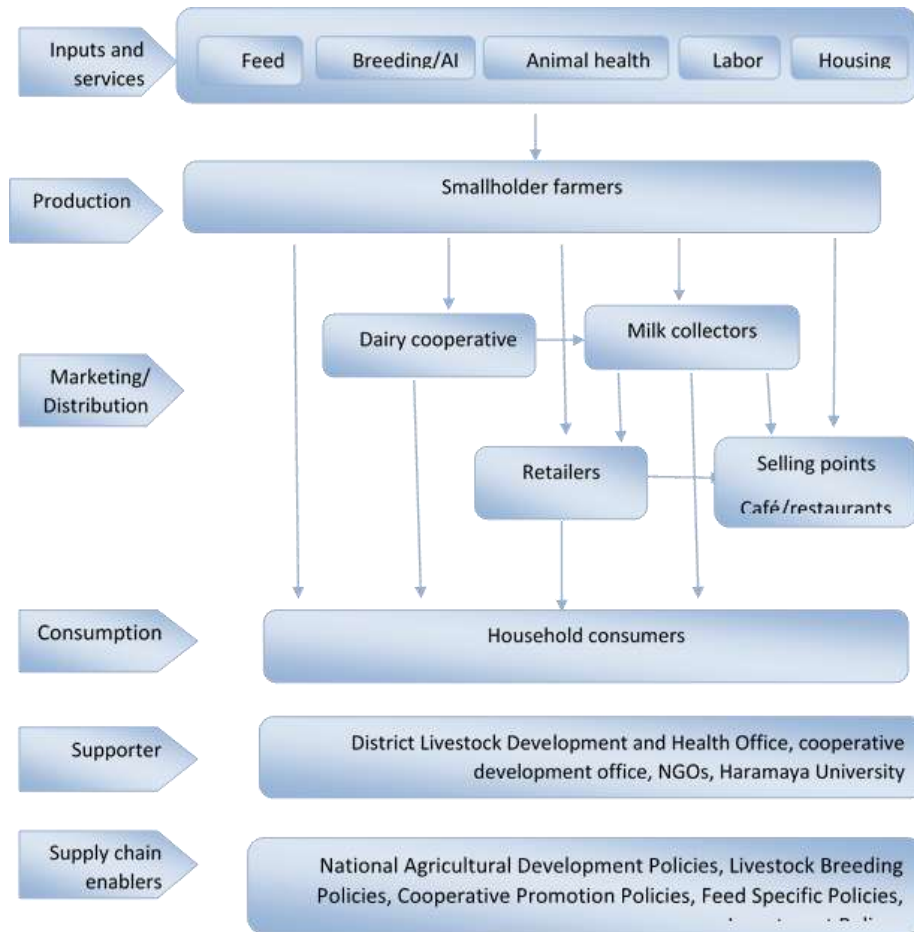 Inputs and
services
Feed
Breeding/AI
Animal health
Labor
Housing
Production
Smallholder farmers
Marketing/
Distribution
Dairy cooperative
Milk collectors
Retailers
Selling points
Café/restaurants
Consumption
Household consumers
Supporter
District Livestock Development and Health Office, cooperative
development office, NGOs, Haramaya University
Supply chain
enablers
National Agricultural Development Policies, Livestock Breeding
Policies, Cooperative Promotion Policies, Feed Specific Policies,